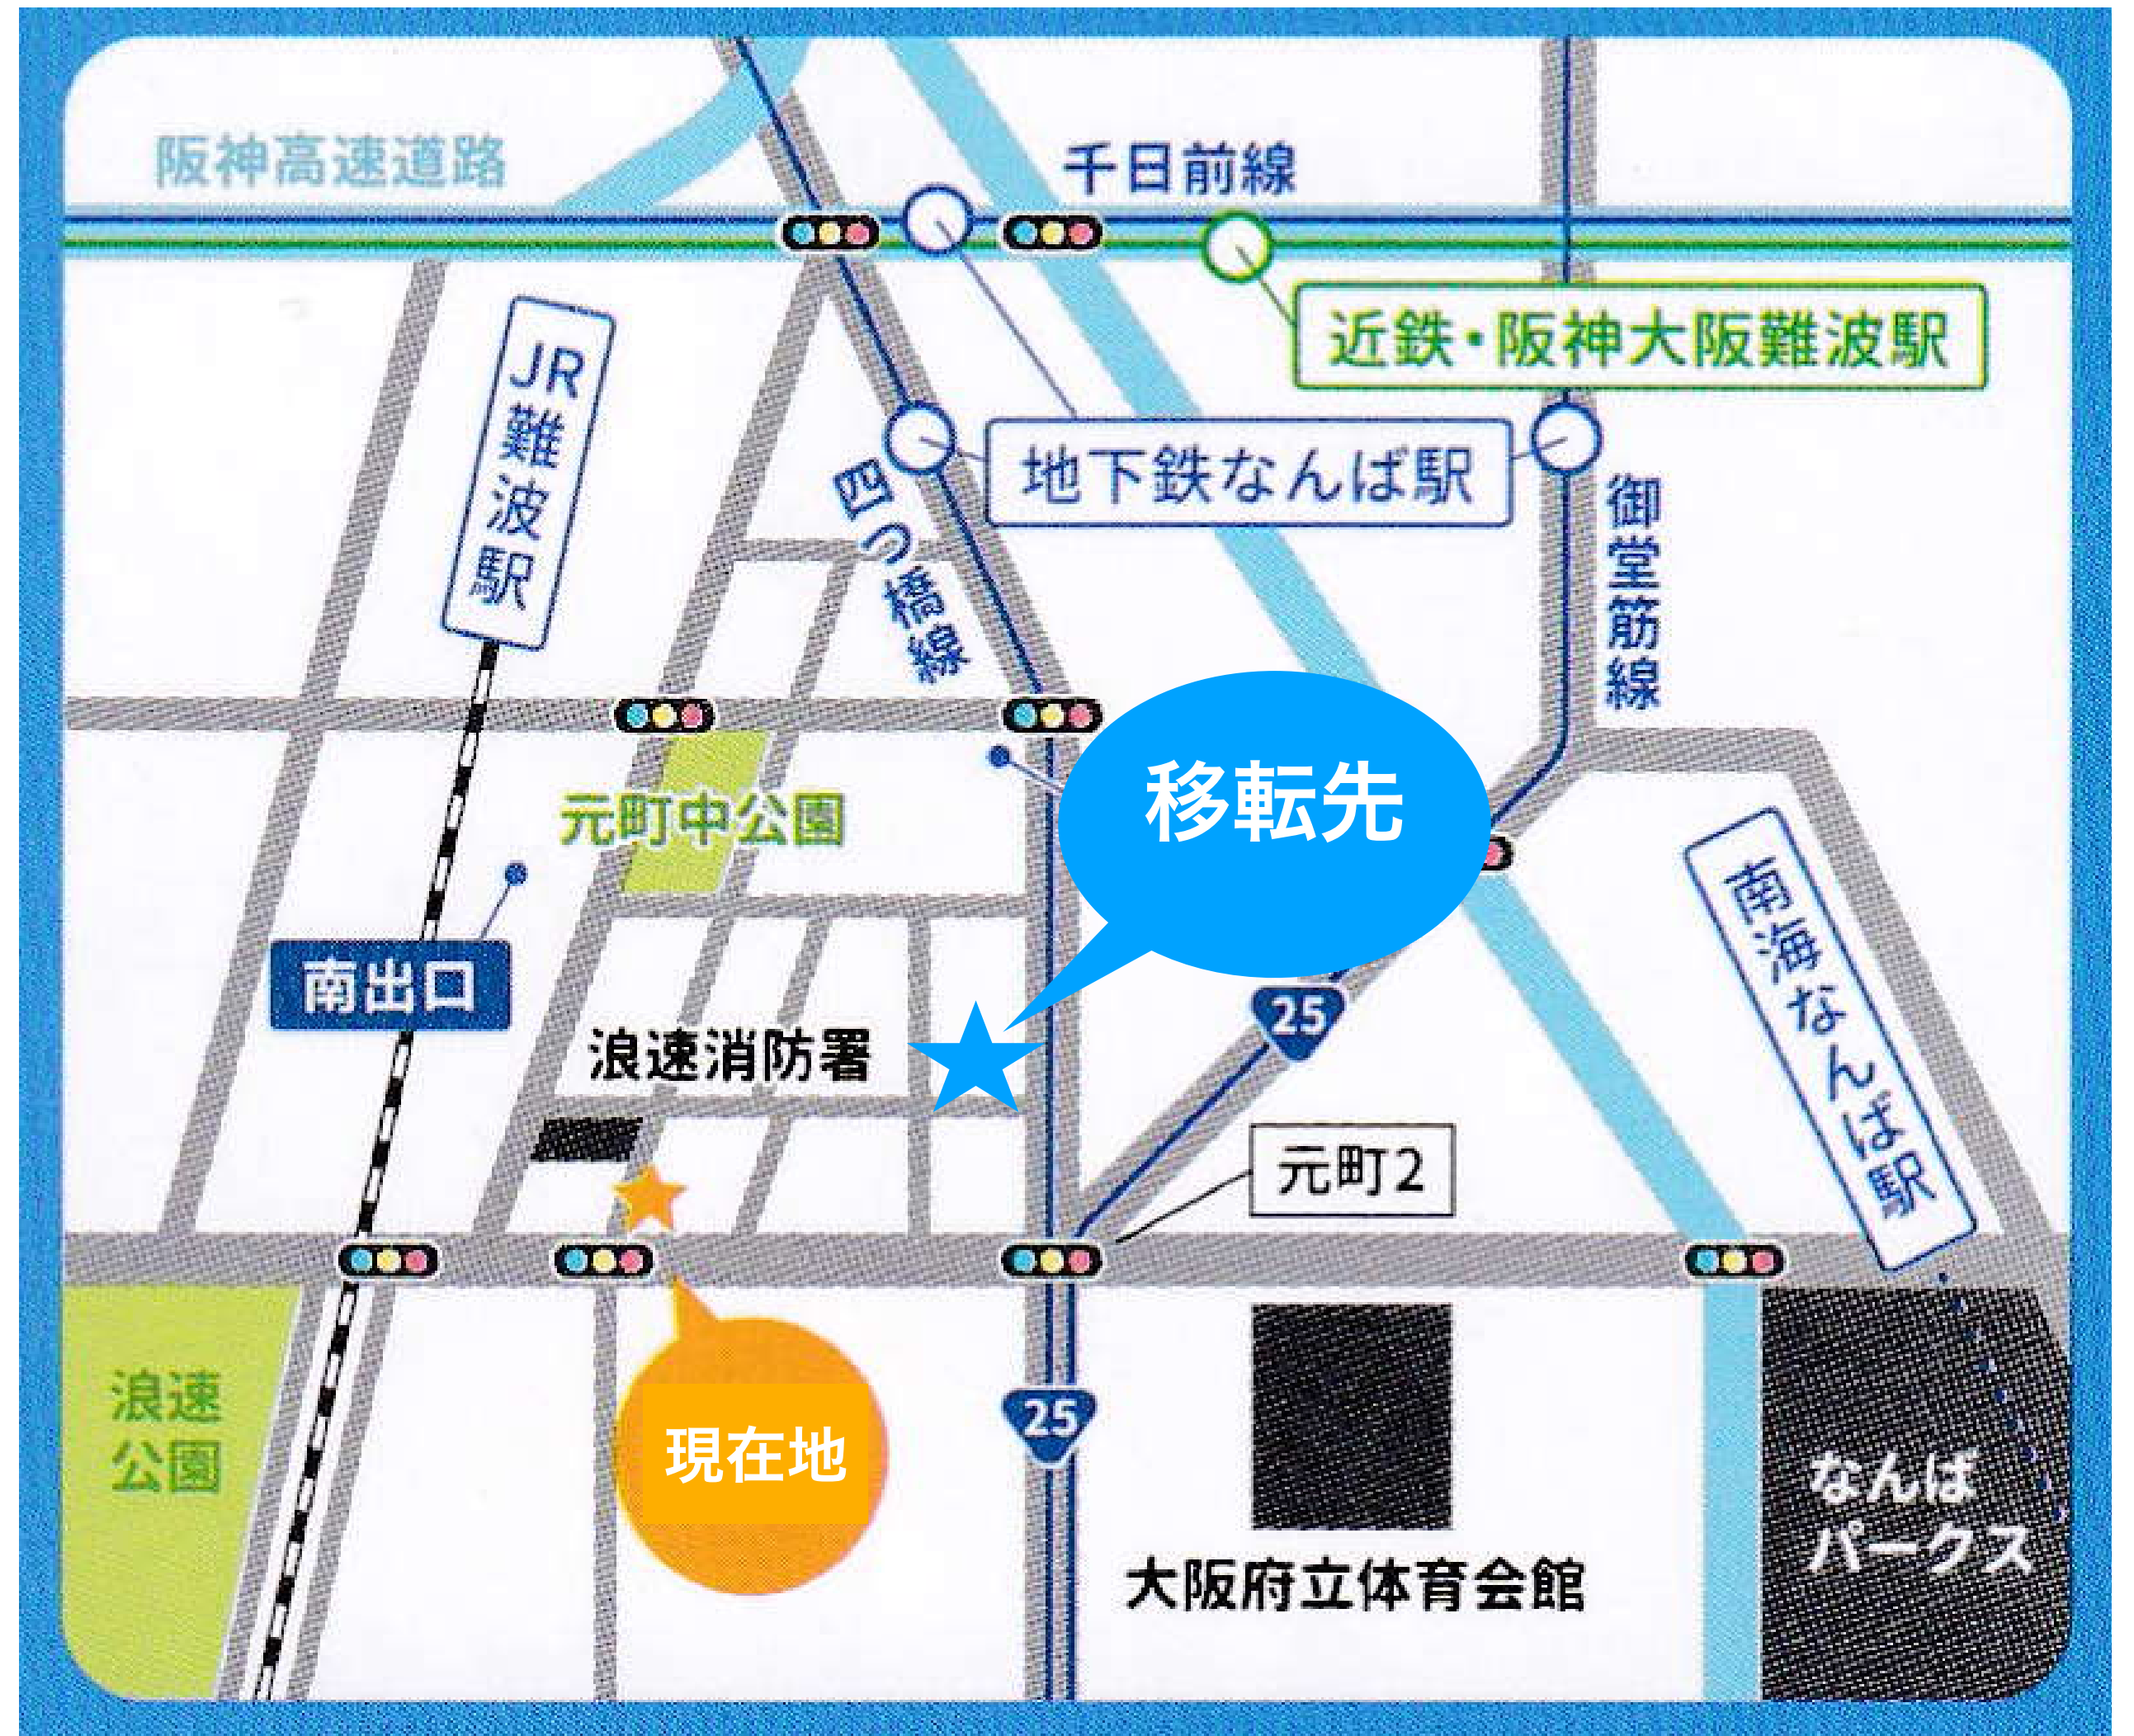 阪神高速道路
千日前線
近鉄・阪神大阪難波駅
JR難波駅
地下鉄なんば駅
四つ橋線
御堂筋線
移転先
元町中公園
南海なんば駅
南出口
25
浪速消防署
元町2
現在地
25
浪速
公園
なんば
パークス
大阪府立体育会館